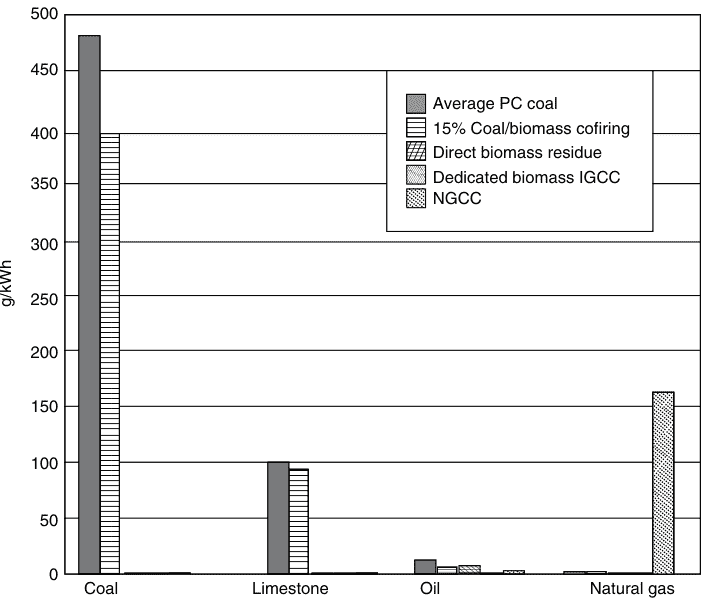 500
450
400
350
300
250
200
150
100
50
0
g/kWh
Average PC coal
15% Coal/biomass cofiring
Direct biomass residue
Dedicated biomass IGCC
NGCC
Coal
Limestone
Oil
Natural gas